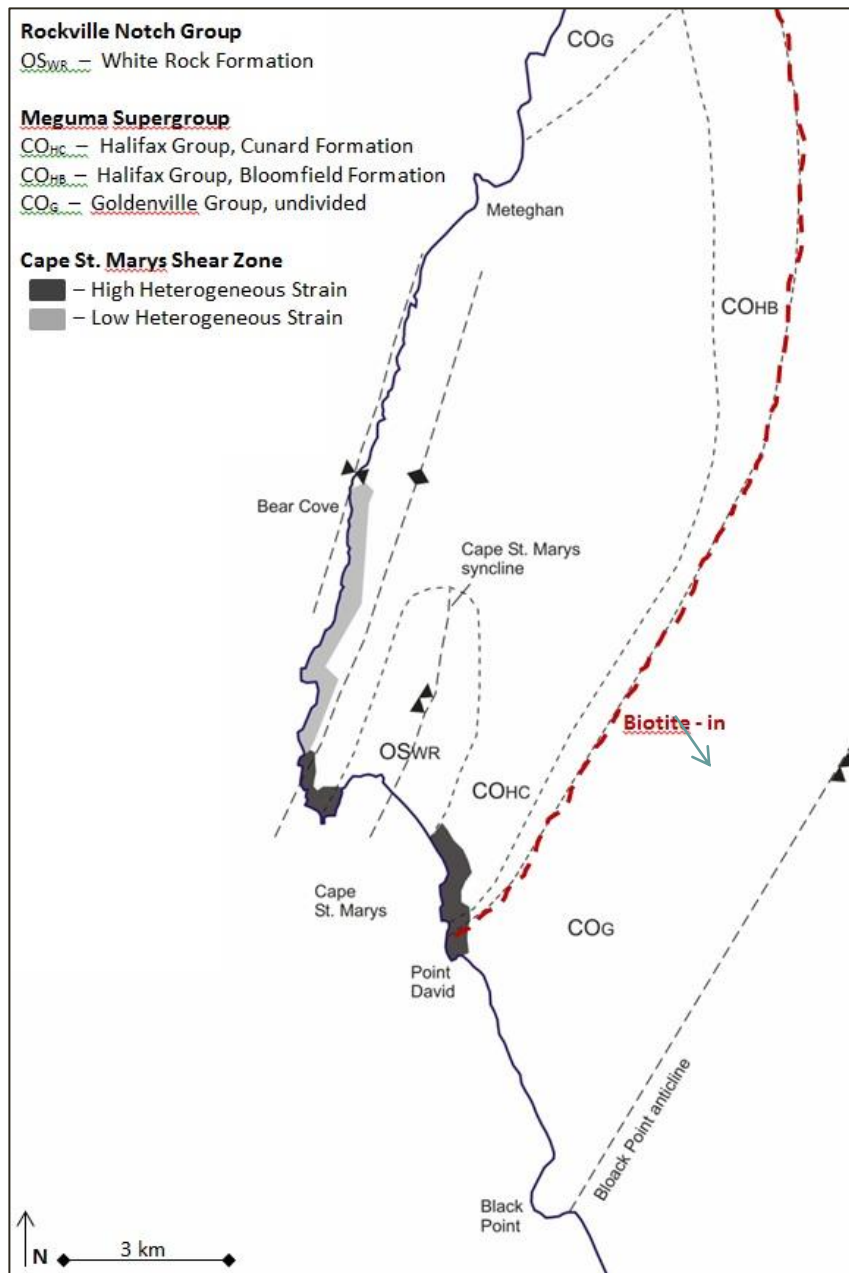 Rockville Notch Group
OSWR – White Rock Formation
Meguma Supergroup
COHC – Halifax Group, Cunard Formation
COHB – Halifax Group, Bloomfield Formation
COG – Goldenville Group, undivided
Cape St. Marys Shear Zone
– High Heterogeneous Strain
– Low Heterogeneous Strain
COG
Meteghan
COHB
Bear Cove
Cape St. Marys
syncline
Biotite - in
OSWR
COHC
Cape
St. Marys
COG
Point
David
Bloack Point anticline
Black
Point
N
3 km